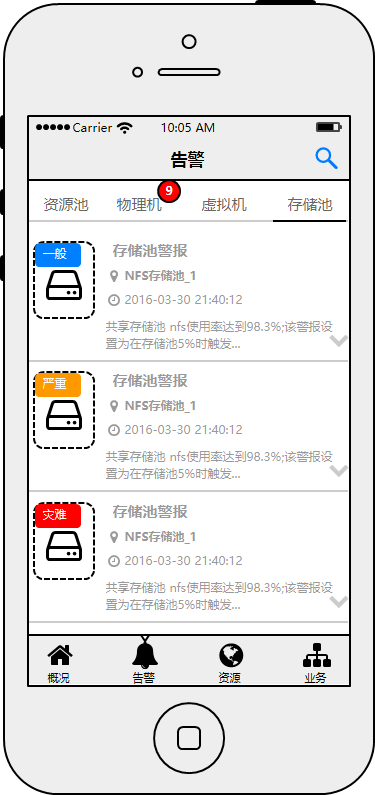 Carrier 10:05 AM
告警
9
资源池 物理机 虚拟机 存储池
一般 存储池警报
NFS存储池_1
2016-03-30 21:40:12
共享存储池 nfs使用率达到98.3%;该警报设
置为在存储池5%时触发...
严重 存储池警报
NFS存储池_1
2016-03-30 21:40:12
共享存储池 nfs使用率达到98.3%;该警报设
置为在存储池5%时触发...
灾难 存储池警报
NFS存储池_1
2016-03-30 21:40:12
共享存储池 nfs使用率达到98.3%;该警报设
置为在存储池5%时触发...
概况 告警 资源 业务